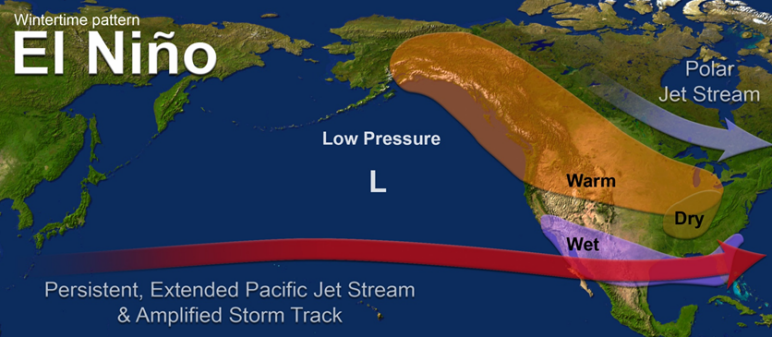 Wintertime pattern
El Niño
Polar
Jet Stream
Low Pressure
L
Warm
Dry
Wet
Persistent, Extended Pacific Jet Stream
& Amplified Storm Track